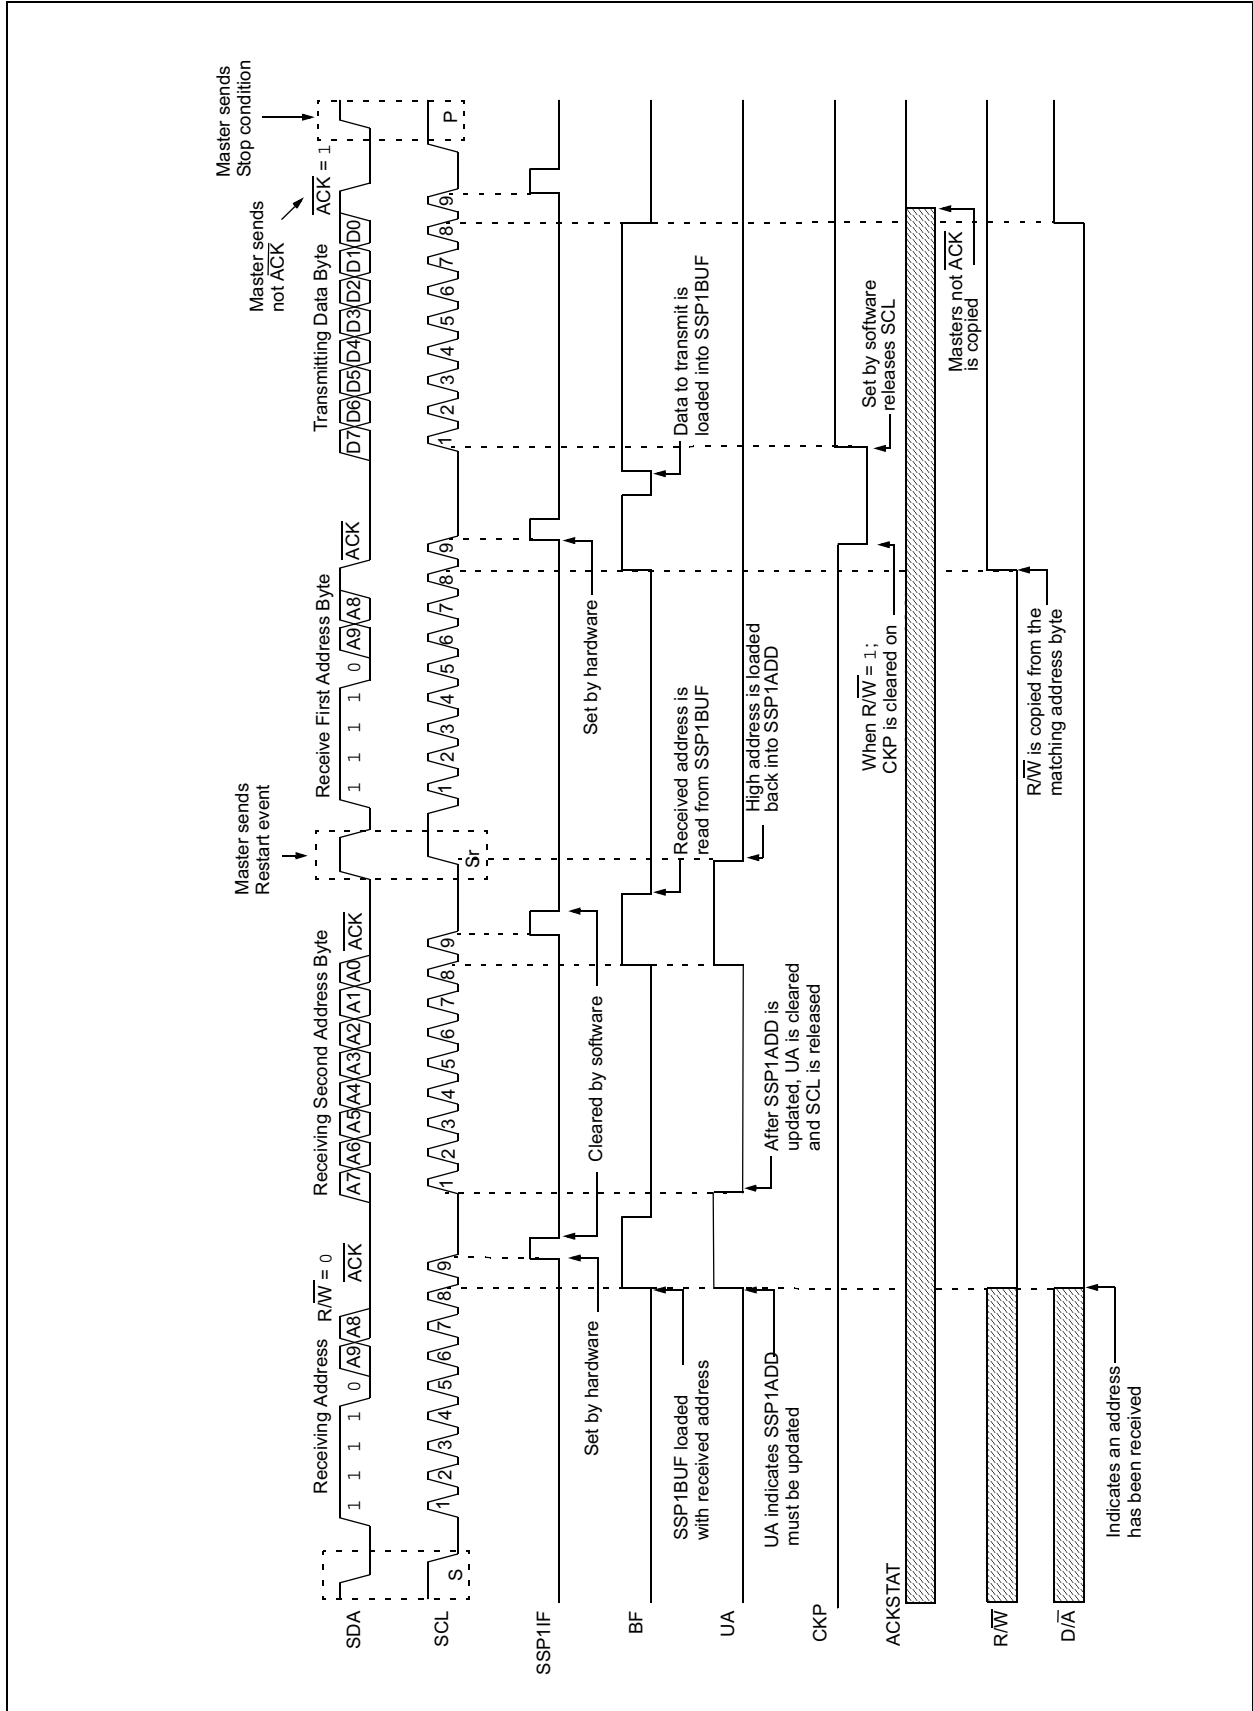 Master sends
Stop condition
Master sends
not ACK
Master sends
Restart event
Receiving Address R/W = 0
Receiving Second Address Byte
Receive First Address Byte
Transmitting Data Byte
ACK = 1
SDA
1 1 1 1 0 A9 A8 ACK
A7 A6 A5 A4 A3 A2 A1 A0 ACK
1 1 1 1 0 A9 A8 ACK
D7 D6 D5 D4 D3 D2 D1 D0
SCL
S
1 2 3 4 5 6 7 8 9
1 2 3 4 5 6 7 8 9
Sr
1 2 3 4 5 6 7 8 9
1 2 3 4 5 6 7 8 9
P
SSP1IF
Set by hardware
Cleared by software
Set by hardware
BF
SSP1BUF loaded
with received address
Received address is
read from SSP1BUF
Data to transmit is
loaded into SSP1BUF
UA
UA indicates SSP1ADD
must be updated
After SSP1ADD is
updated, UA is cleared
and SCL is released
High address is loaded
back into SSP1ADD
CKP
When R/W = 1;
CKP is cleared on
Set by software
releases SCL
ACKSTAT
Masters not ACK
is copied
R/W
R/W is copied from the
matching address byte
D/A
Indicates an address
has been received